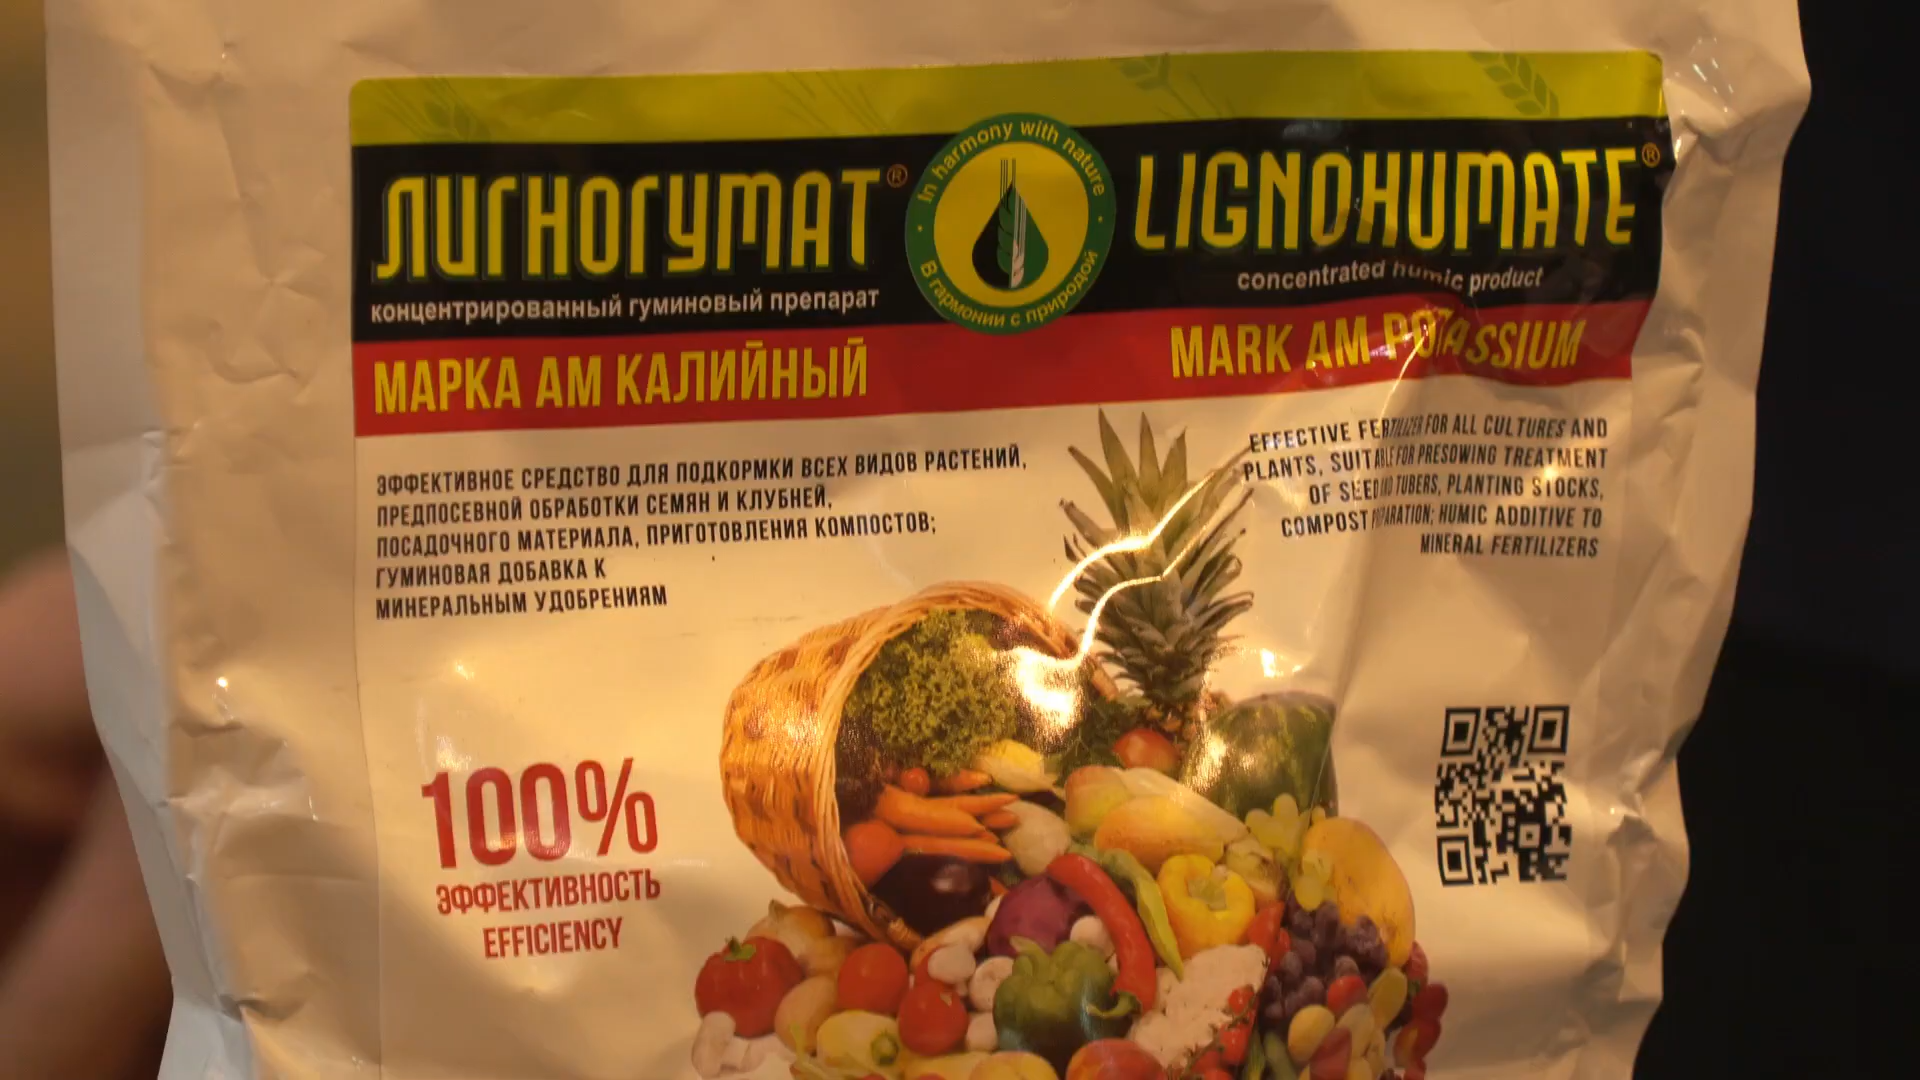 ЛИГНОГУМАТ®
концентрированный гуминовый препарат
МАРКА АМ КАЛИЙНЫЙ
In harmony with nature
В гармонии с природой
LIGNOHUMATE®
concentrated humic product
MARK AM POTASSIUM
ЭФФЕКТИВНОЕ СРЕДСТВО ДЛЯ ПОДКОРМКИ ВСЕХ ВИДОВ РАСТЕНИЙ,
ПРЕДПОСЕВНОЙ ОБРАБОТКИ СЕМЯН И КЛУБНЕЙ,
ПОСАДОЧНОГО МАТЕРИАЛА, ПРИГОТОВЛЕНИЯ КОМПОСТОВ;
ГУМИНОВАЯ ДОБАВКА К
МИНЕРАЛЬНЫМ УДОБРЕНИЯМ
EFFECTIVE FERTILIZER FOR ALL CULTURES AND
PLANTS, SUITABLE FOR PRESOWING TREATMENT
OF SEED TUBERS, PLANTING STOCKS,
COMPOST HUMIC ADDITIVE TO
MINERAL FERTILIZERS
100%
ЭФФЕКТИВНОСТЬ
EFFICIENCY